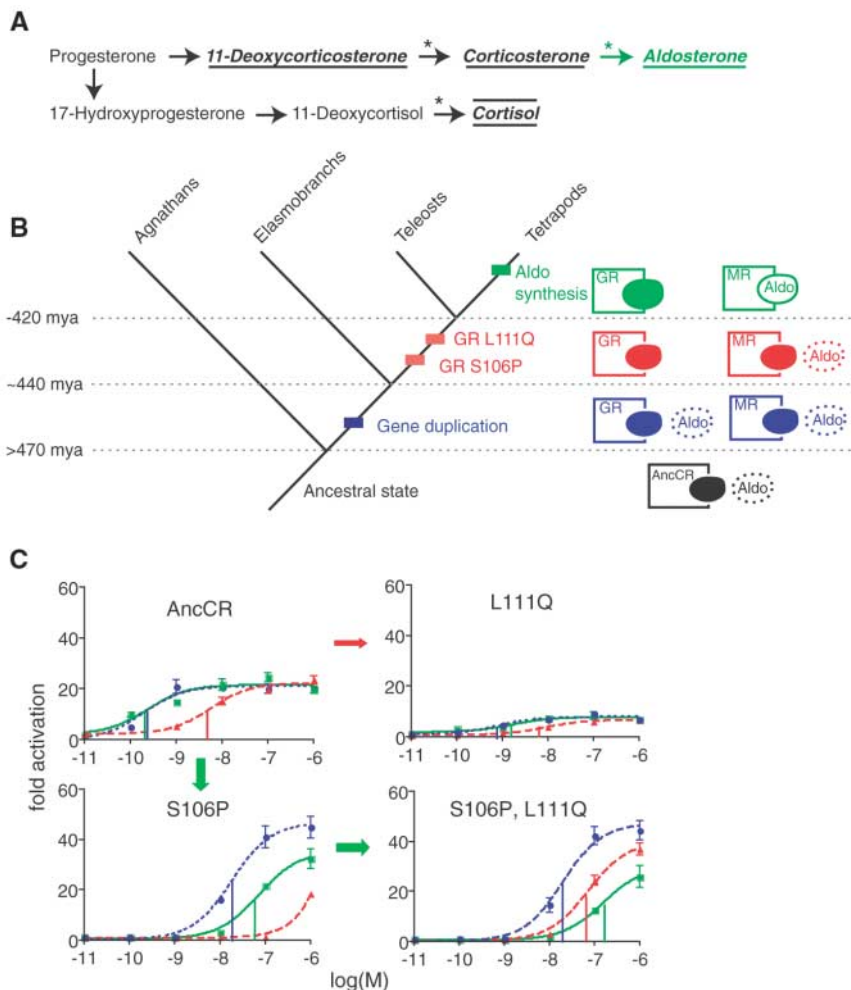 A
Progesterone → 11-Deoxycorticosterone * → Corticosterone * → Aldosterone
17-Hydroxyprogesterone → 11-Deoxycortisol * → Cortisol
B
Agnathans
Elasmobranchs
Teleosts
Tetrapods
Aldo
synthesis
GR
MR
Aldo
-420 mya
GR L111Q
GR S106P
GR
MR
Aldo
~440 mya
Gene duplication
GR
Aldo
MR
Aldo
>470 mya
Ancestral state
AncCR
Aldo
C
fold activation
AncCR
60
40
20
0
-11 -10 -9 -8 -7 -6
L111Q
60
40
20
0
-11 -10 -9 -8 -7 -6
S106P
60
40
20
0
-11 -10 -9 -8 -7 -6
S106P, L111Q
60
40
20
0
-11 -10 -9 -8 -7 -6
log(M)